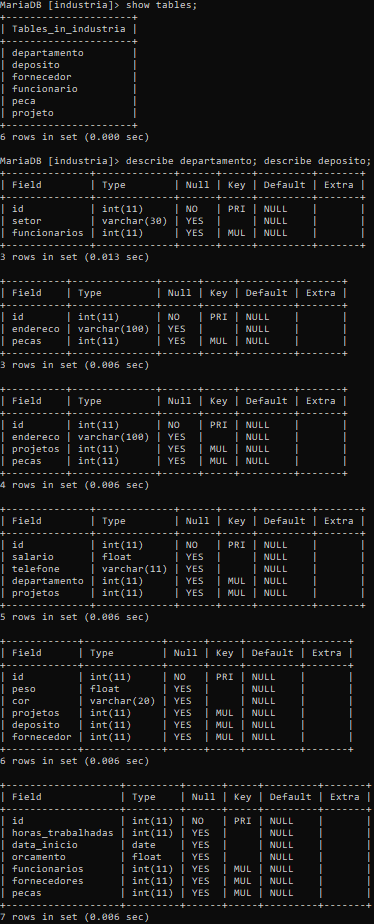 MariaDB [industria]> show tables;
+---------------------+
| Tables_in_industria |
+---------------------+
| departamento        |
| deposito            |
| fornecedor          |
| funcionario         |
| peca                |
| projeto             |
+---------------------+
6 rows in set (0.000 sec)

MariaDB [industria]> describe departamento; describe deposito;
+--------------+-------------+------+-----+---------+-------+
| Field        | Type        | Null | Key | Default | Extra |
+--------------+-------------+------+-----+---------+-------+
| id           | int(11)     | NO   | PRI | NULL    |       |
| setor        | varchar(30) | YES  |     | NULL    |       |
| funcionarios | int(11)     | YES  | MUL | NULL    |       |
+--------------+-------------+------+-----+---------+-------+
3 rows in set (0.013 sec)

+----------+--------------+------+-----+---------+-------+
| Field    | Type         | Null | Key | Default | Extra |
+----------+--------------+------+-----+---------+-------+
| id       | int(11)      | NO   | PRI | NULL    |       |
| endereco | varchar(100) | YES  |     | NULL    |       |
| pecas    | int(11)      | YES  | MUL | NULL    |       |
+----------+--------------+------+-----+---------+-------+
3 rows in set (0.006 sec)

+----------+--------------+------+-----+---------+-------+
| Field    | Type         | Null | Key | Default | Extra |
+----------+--------------+------+-----+---------+-------+
| id       | int(11)      | NO   | PRI | NULL    |       |
| endereco | varchar(100) | YES  |     | NULL    |       |
| projetos | int(11)      | YES  | MUL | NULL    |       |
| pecas    | int(11)      | YES  | MUL | NULL    |       |
+----------+--------------+------+-----+---------+-------+
4 rows in set (0.006 sec)

+--------------+-------------+------+-----+---------+-------+
| Field        | Type        | Null | Key | Default | Extra |
+--------------+-------------+------+-----+---------+-------+
| id           | int(11)     | NO   | PRI | NULL    |       |
| salario      | float       | YES  |     | NULL    |       |
| telefone     | varchar(11) | YES  |     | NULL    |       |
| departamento | int(11)     | YES  | MUL | NULL    |       |
| projetos     | int(11)     | YES  | MUL | NULL    |       |
+--------------+-------------+------+-----+---------+-------+
5 rows in set (0.006 sec)

+------------+-------------+------+-----+---------+-------+
| Field      | Type        | Null | Key | Default | Extra |
+------------+-------------+------+-----+---------+-------+
| id         | int(11)     | NO   | PRI | NULL    |       |
| peso       | float       | YES  |     | NULL    |       |
| cor        | varchar(20) | YES  |     | NULL    |       |
| projetos   | int(11)     | YES  | MUL | NULL    |       |
| deposito   | int(11)     | YES  | MUL | NULL    |       |
| fornecedor | int(11)     | YES  | MUL | NULL    |       |
+------------+-------------+------+-----+---------+-------+
6 rows in set (0.006 sec)

+-------------------+---------+------+-----+---------+-------+
| Field             | Type    | Null | Key | Default | Extra |
+-------------------+---------+------+-----+---------+-------+
| id                | int(11) | NO   | PRI | NULL    |       |
| horas_trabalhadas | int(11) | YES  |     | NULL    |       |
| data_inicio       | date    | YES  |     | NULL    |       |
| orcamento         | float   | YES  |     | NULL    |       |
| funcionarios      | int(11) | YES  | MUL | NULL    |       |
| fornecedores      | int(11) | YES  | MUL | NULL    |       |
| pecas             | int(11) | YES  | MUL | NULL    |       |
+-------------------+---------+------+-----+---------+-------+
7 rows in set (0.006 sec)